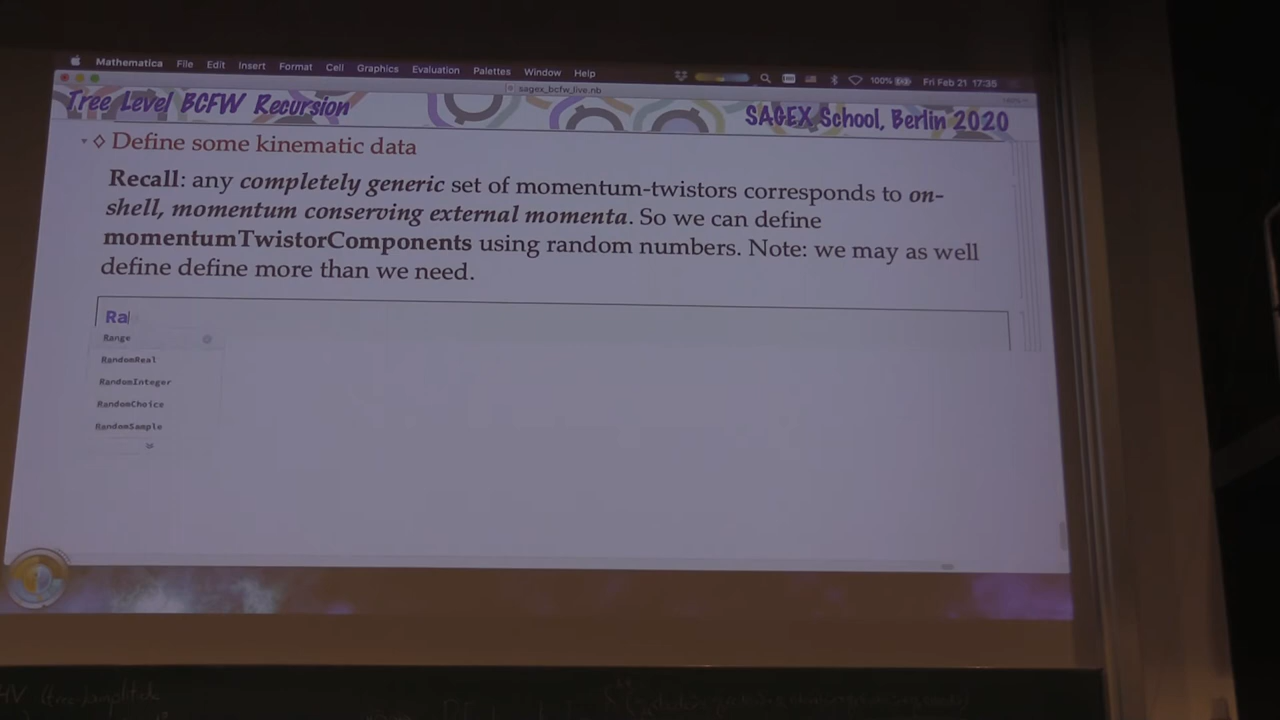 Mathematica File Edit Insert Format Cell Graphics Evaluation Palettes Window Help 100% Fri Feb 21 17:35
sagex_bcfw_live.nb
Tree Level BCFW Recursion SAGEX School, Berlin 2020
Define some kinematic data
Recall: any completely generic set of momentum-twistors corresponds to on-
shell, momentum conserving external momenta. So we can define
momentumTwistorComponents using random numbers. Note: we may as well
define define more than we need.
Ra
Range
RandomReal
RandomInteger
RandomChoice
RandomSample